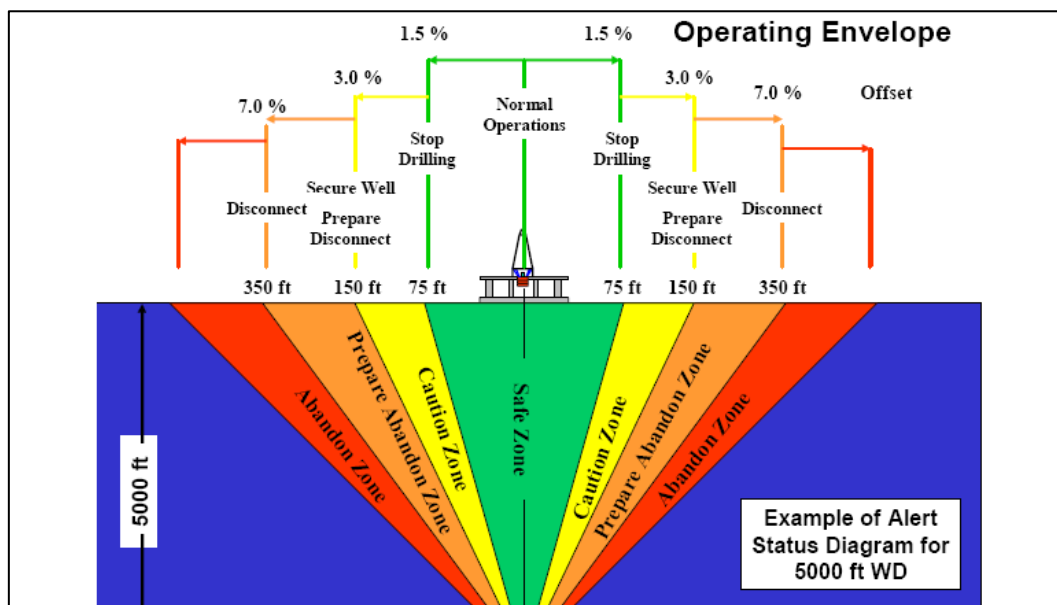 Operating Envelope
1.5 %
1.5 %
3.0 %
3.0 %
7.0 %
7.0 %
Offset
Normal
Operations
Stop
Drilling
Stop
Drilling
Secure Well
Prepare
Disconnect
Secure Well
Prepare
Disconnect
Disconnect
Disconnect
350 ft
150 ft
75 ft
75 ft
150 ft
350 ft
Abandon Zone
Prepare Abandon Zone
Caution Zone
Safe Zone
Caution Zone
Prepare Abandon Zone
Abandon Zone
5000 ft
Example of Alert
Status Diagram for
5000 ft WD